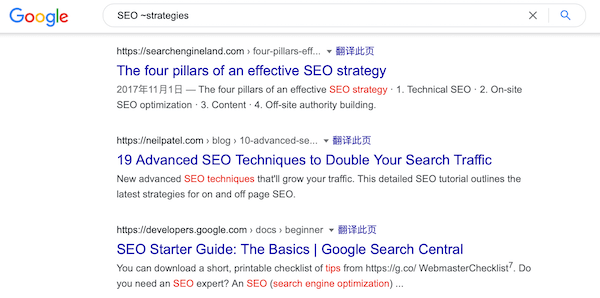 Google
SEO ~strategies
https://searchengineland.com › four-pillars-eff... 翻译此页
The four pillars of an effective SEO strategy
2017年11月1日 — The four pillars of an effective SEO strategy · 1. Technical SEO · 2. On-site
SEO optimization · 3. Content · 4. Off-site authority building.
https://neilpatel.com › blog › 10-advanced-se... 翻译此页
19 Advanced SEO Techniques to Double Your Search Traffic
New advanced SEO techniques that'll grow your traffic. This detailed SEO tutorial outlines the
latest strategies for on and off page SEO.
https://developers.google.com › docs › beginner 翻译此页
SEO Starter Guide: The Basics | Google Search Central
You can download a short, printable checklist of tips from https://g.co/ WebmasterChecklist⁷. Do
you need an SEO expert? An SEO (search engine optimization) ...